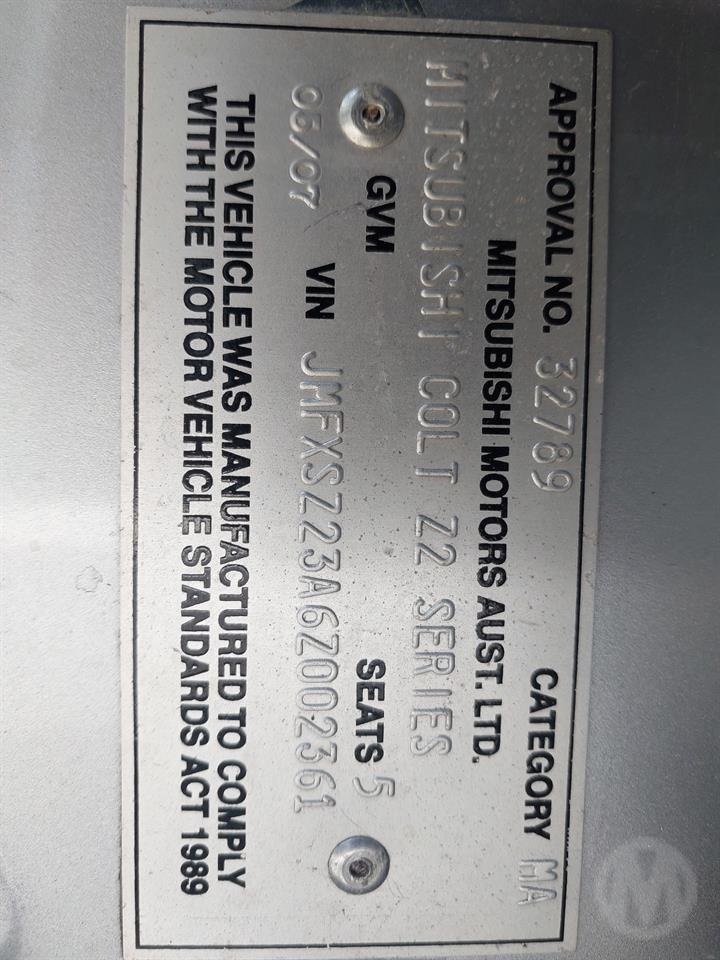 APPROVAL NO. 32789 CATEGORY MA
MITSUBISHI MOTORS AUST. LTD.
MITSUBISHI COLT Z2 SERIES
GVM SEATS 5
06/07 VIN JMFXSZ23A6Z002361
THIS VEHICLE WAS MANUFACTURED TO COMPLY
WITH THE MOTOR VEHICLE STANDARDS ACT 1989
M